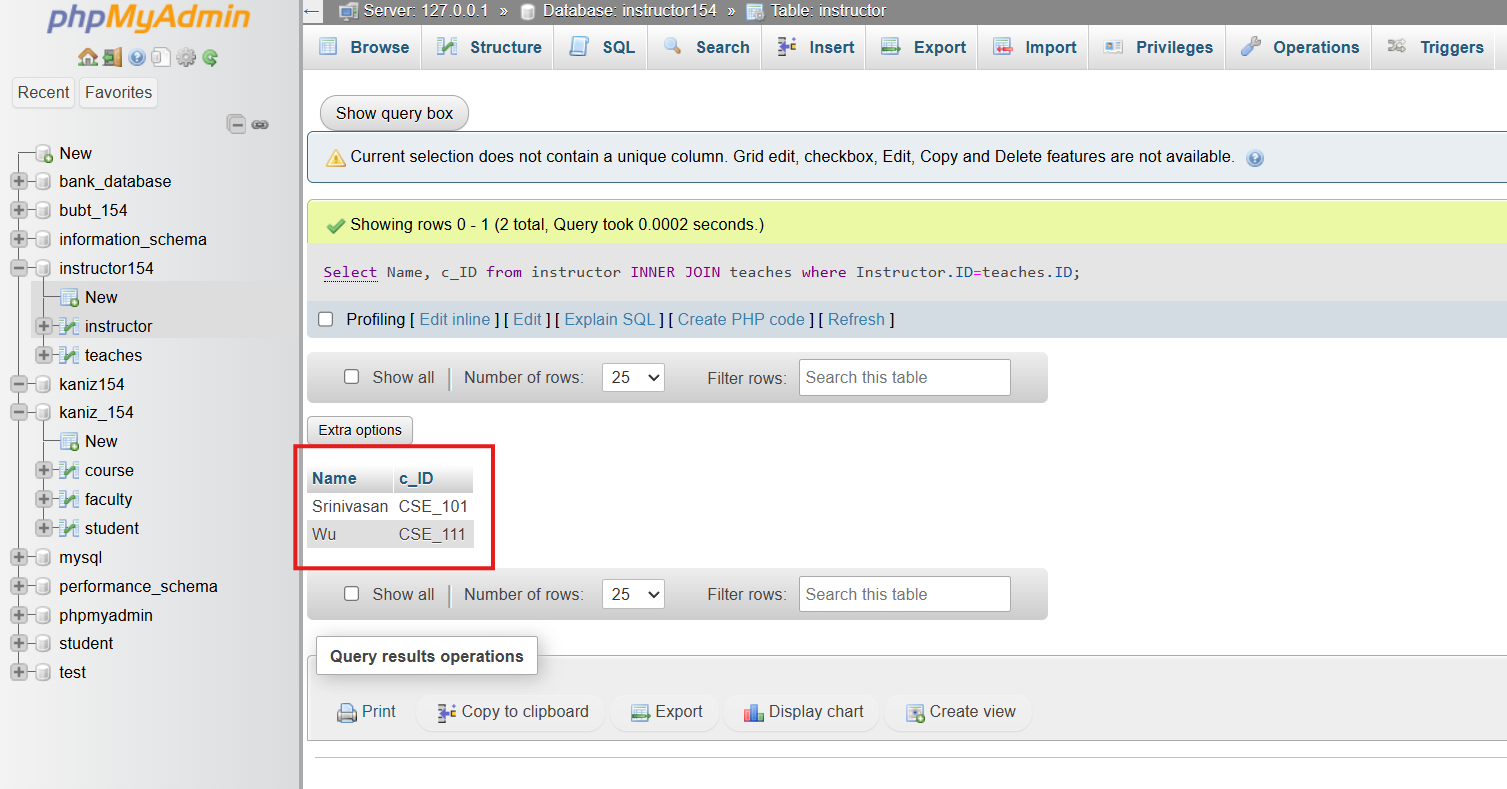 phpMyAdmin
Recent Favorites
New
bank_database
bubt_154
information_schema
instructor154
New
instructor
teaches
kaniz154
kaniz_154
New
course
faculty
student
mysql
performance_schema
phpmyadmin
student
test
Server: 127.0.0.1 » Database: instructor154 » Table: instructor
Browse Structure SQL Search Insert Export Import Privileges Operations Triggers
Show query box
Current selection does not contain a unique column. Grid edit, checkbox, Edit, Copy and Delete features are not available.
Showing rows 0 - 1 (2 total, Query took 0.0002 seconds.)
Select Name, c_ID from instructor INNER JOIN teaches where Instructor.ID=teaches.ID;
Profiling [ Edit inline ] [ Edit ] [ Explain SQL ] [ Create PHP code ] [ Refresh ]
Show all | Number of rows: 25 Filter rows: Search this table
Extra options
Name c_ID
Srinivasan CSE_101
Wu CSE_111
Show all | Number of rows: 25 Filter rows: Search this table
Query results operations
Print Copy to clipboard Export Display chart Create view